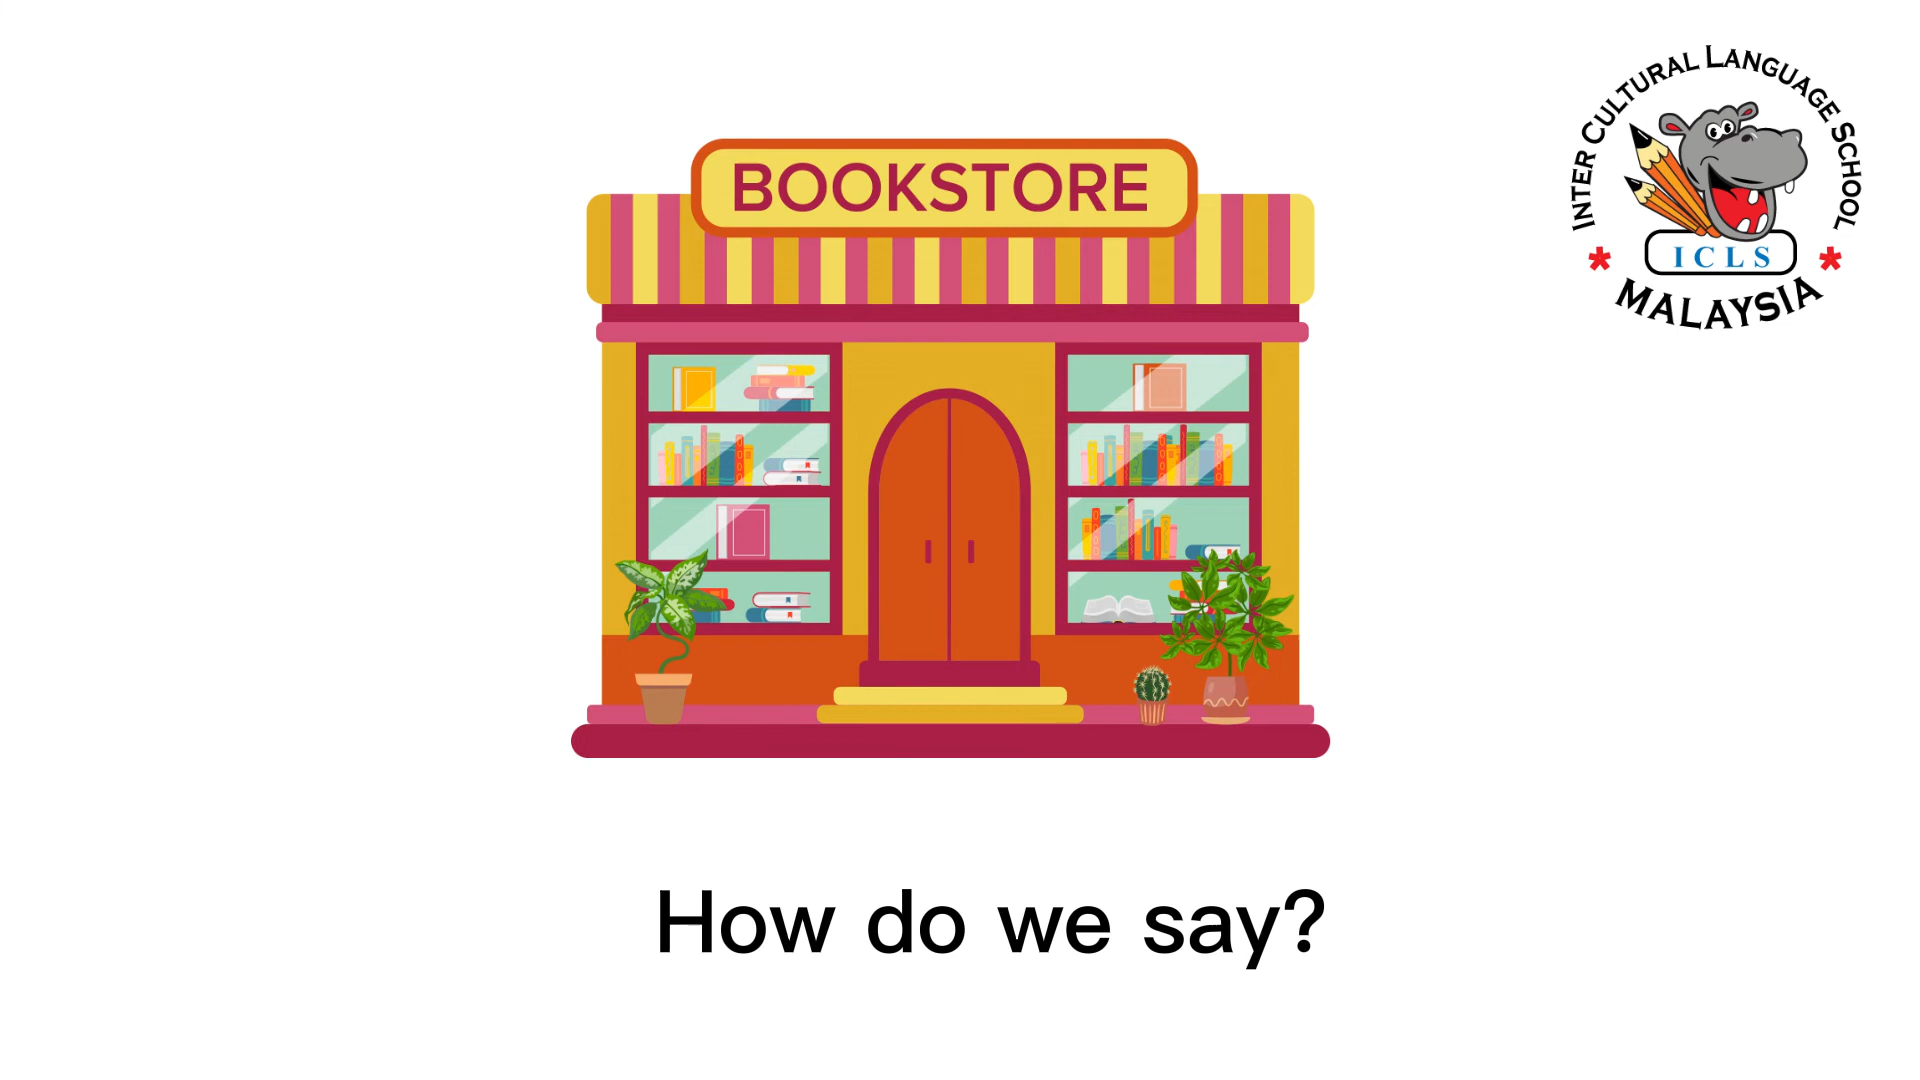 INTER CULTURAL LANGUAGE SCHOOL
BOOKSTORE
ICLS
MALAYSIA
How do we say?